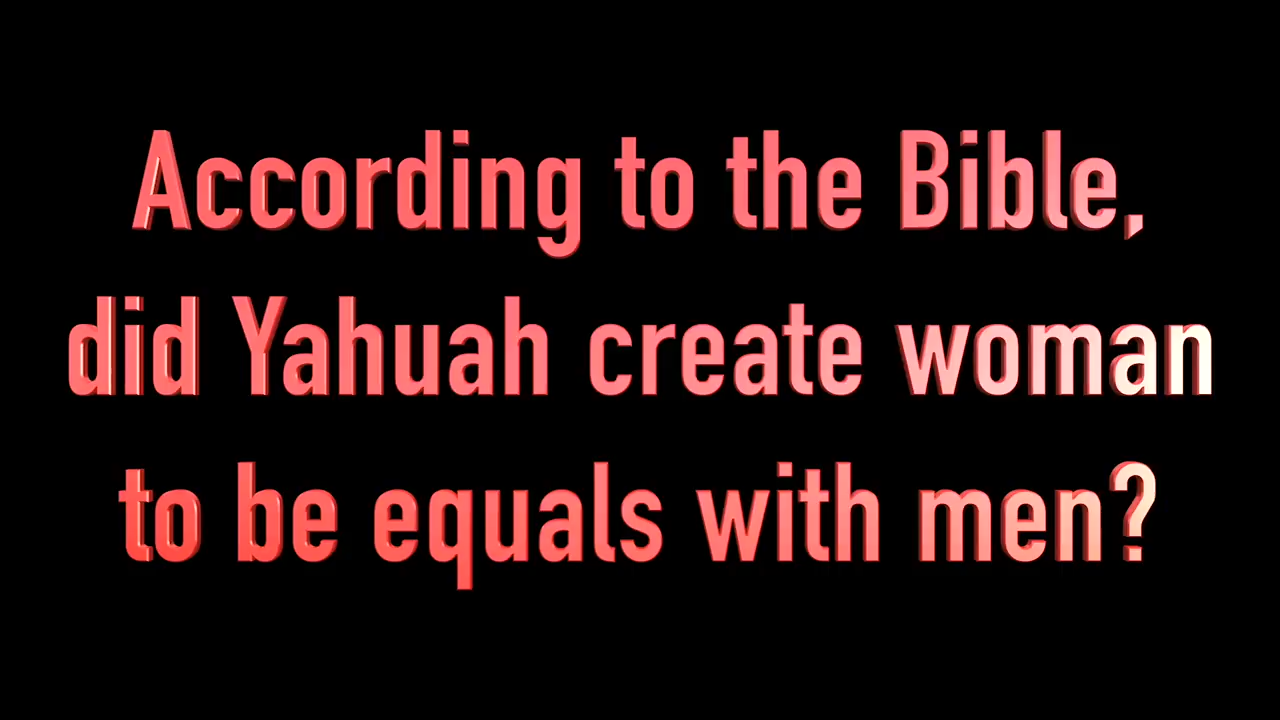 According to the Bible,
did Yahuah create woman
to be equals with men?